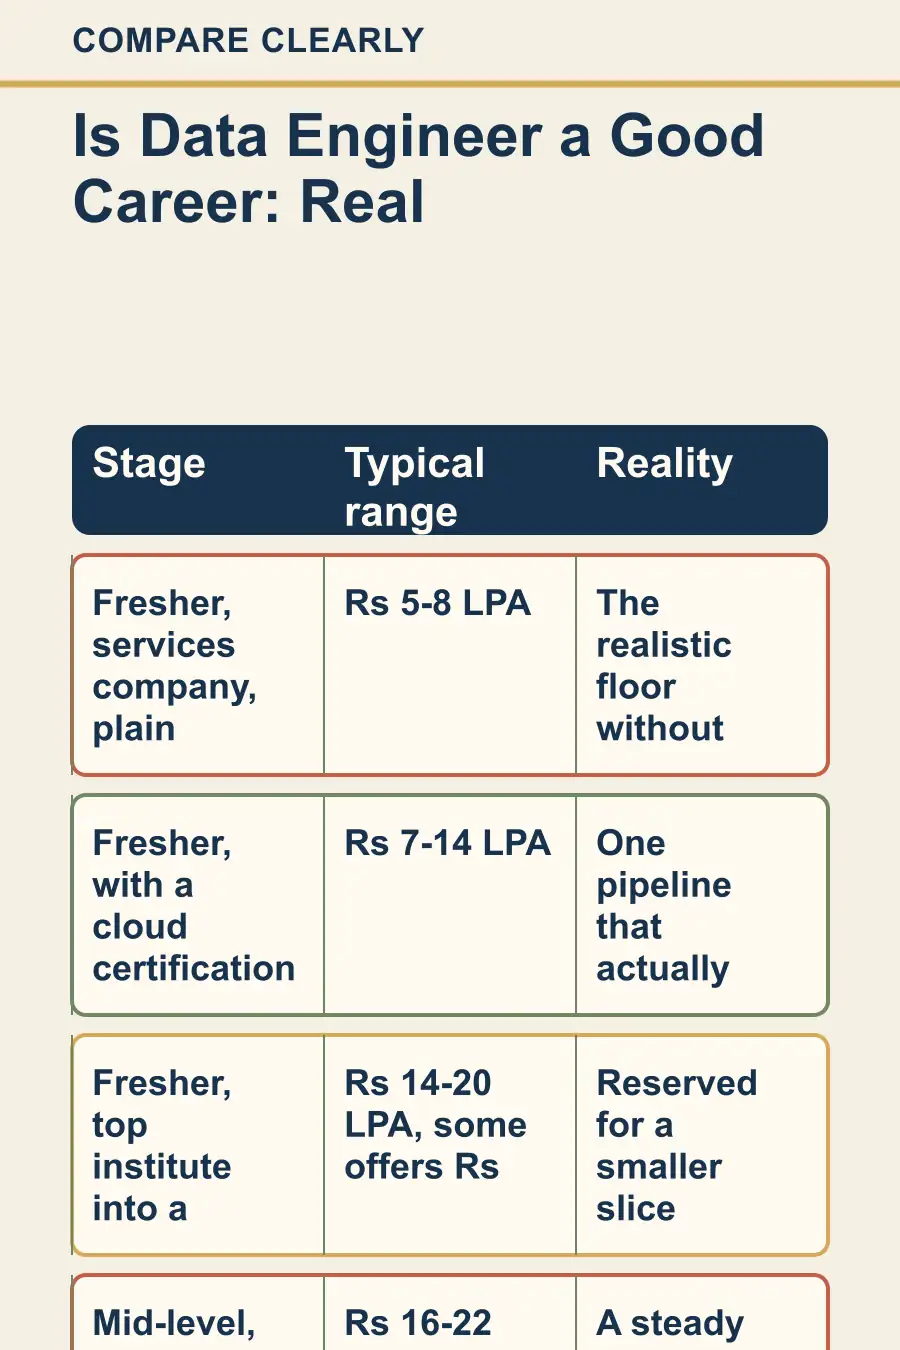 COMPARE CLEARLY
Is Data Engineer a Good
Career: Real
Stage
Typical
range
Reality
Fresher,
services
company,
plain
Rs 5-8 LPA
The
realistic
floor
without
Fresher,
with a
cloud
certification
Rs 7-14 LPA
One
pipeline
that
actually
Fresher,
top
institute
into a
Rs 14-20
LPA, some
offers Rs
Reserved
for a
smaller
slice
Mid-level,
Rs 16-22
A steady